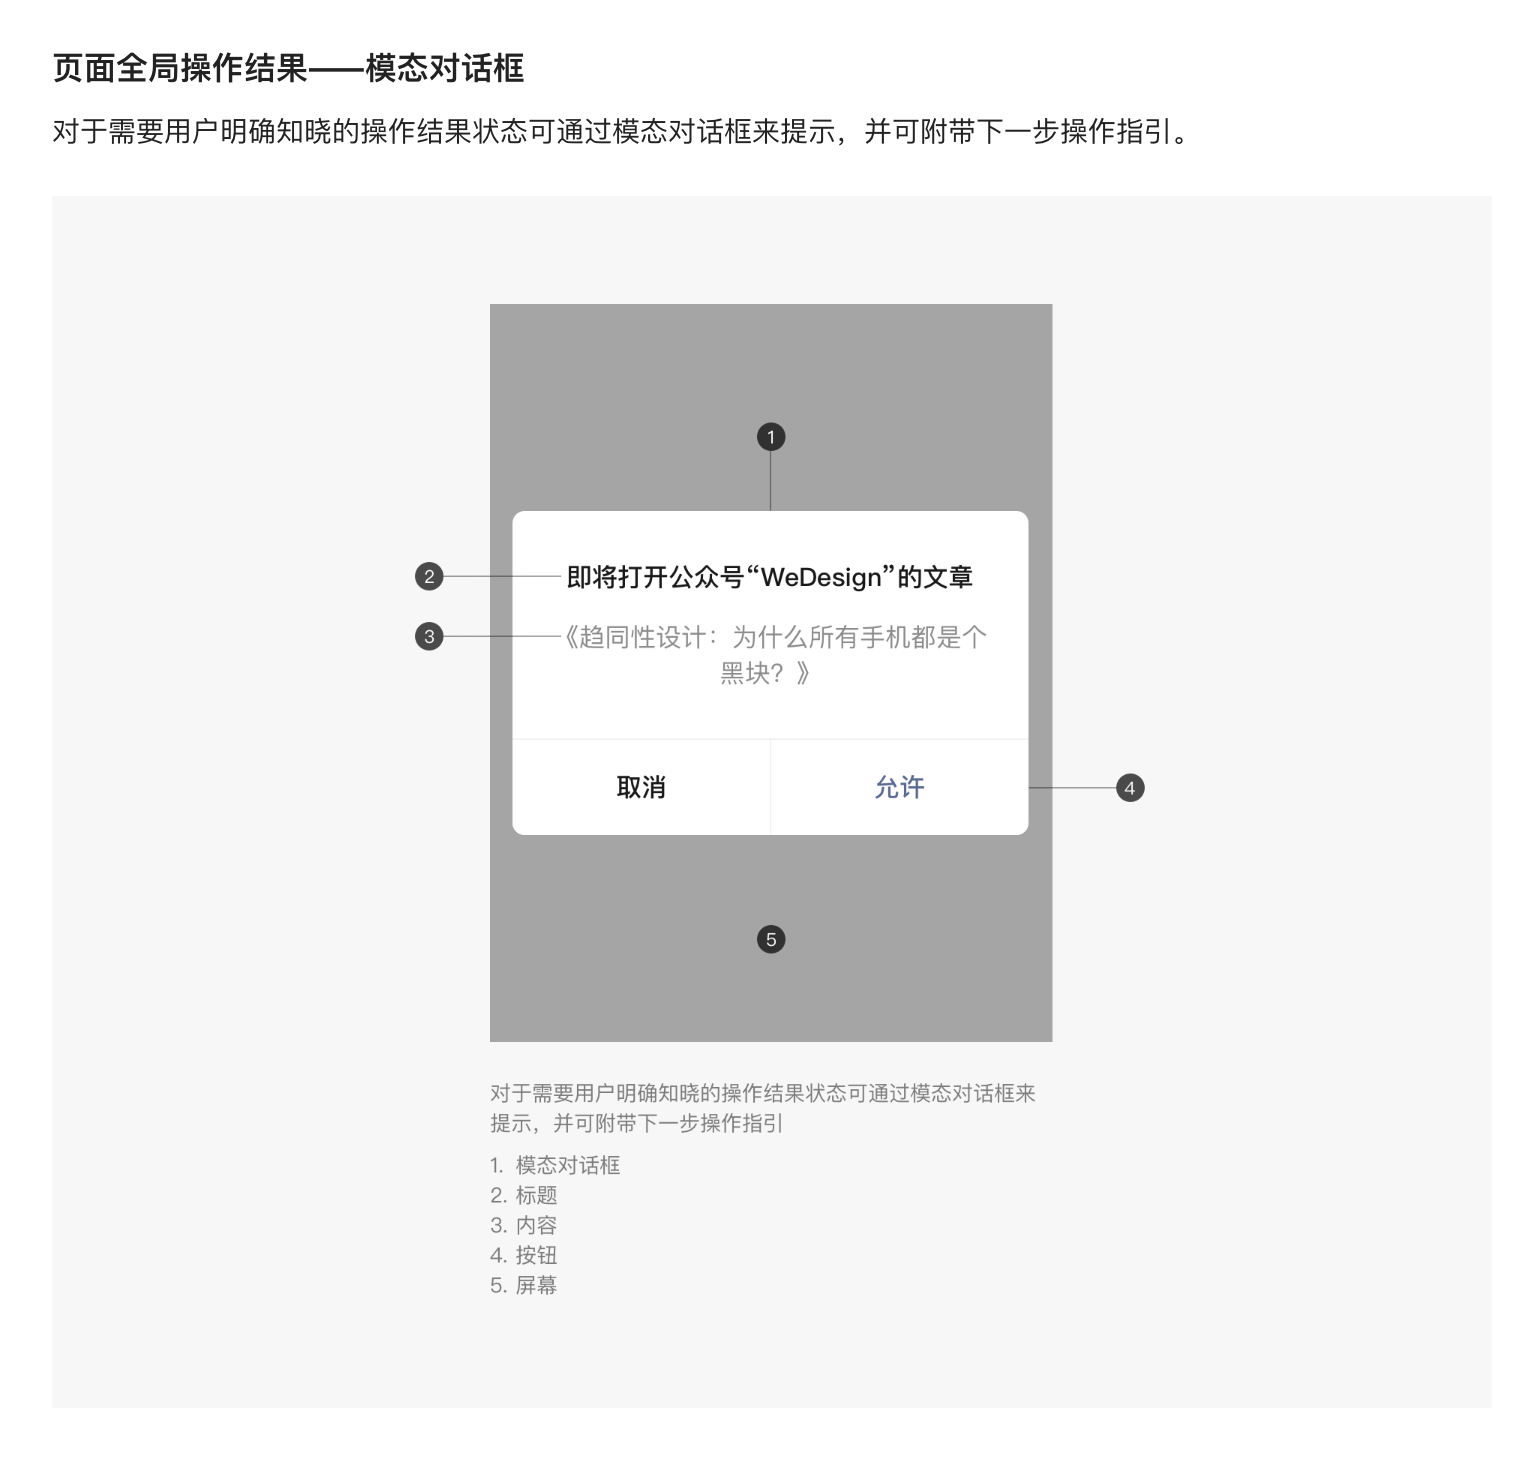 页面全局操作结果——模态对话框
对于需要用户明确知晓的操作结果状态可通过模态对话框来提示，并可附带下一步操作指引。
1
2
即将打开公众号“WeDesign”的文章
3
《趋同性设计：为什么所有手机都是个
黑块？》
取消
允许
4
5
对于需要用户明确知晓的操作结果状态可通过模态对话框来
提示，并可附带下一步操作指引
1. 模态对话框
2. 标题
3. 内容
4. 按钮
5. 屏幕